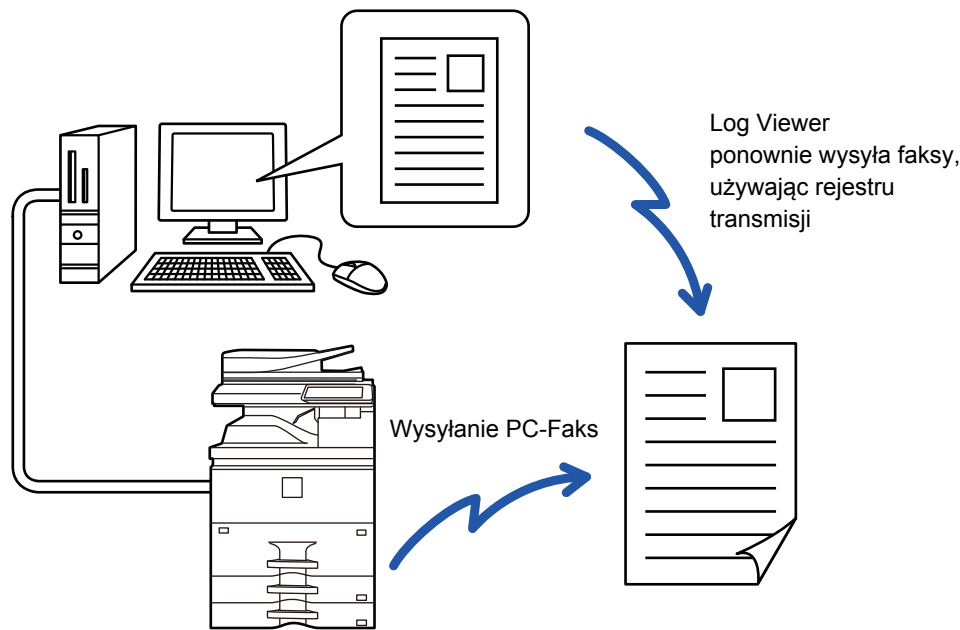 Log Viewer
ponownie wysyła faksy,
używając rejestru
transmisji
Wysyłanie PC-Faks